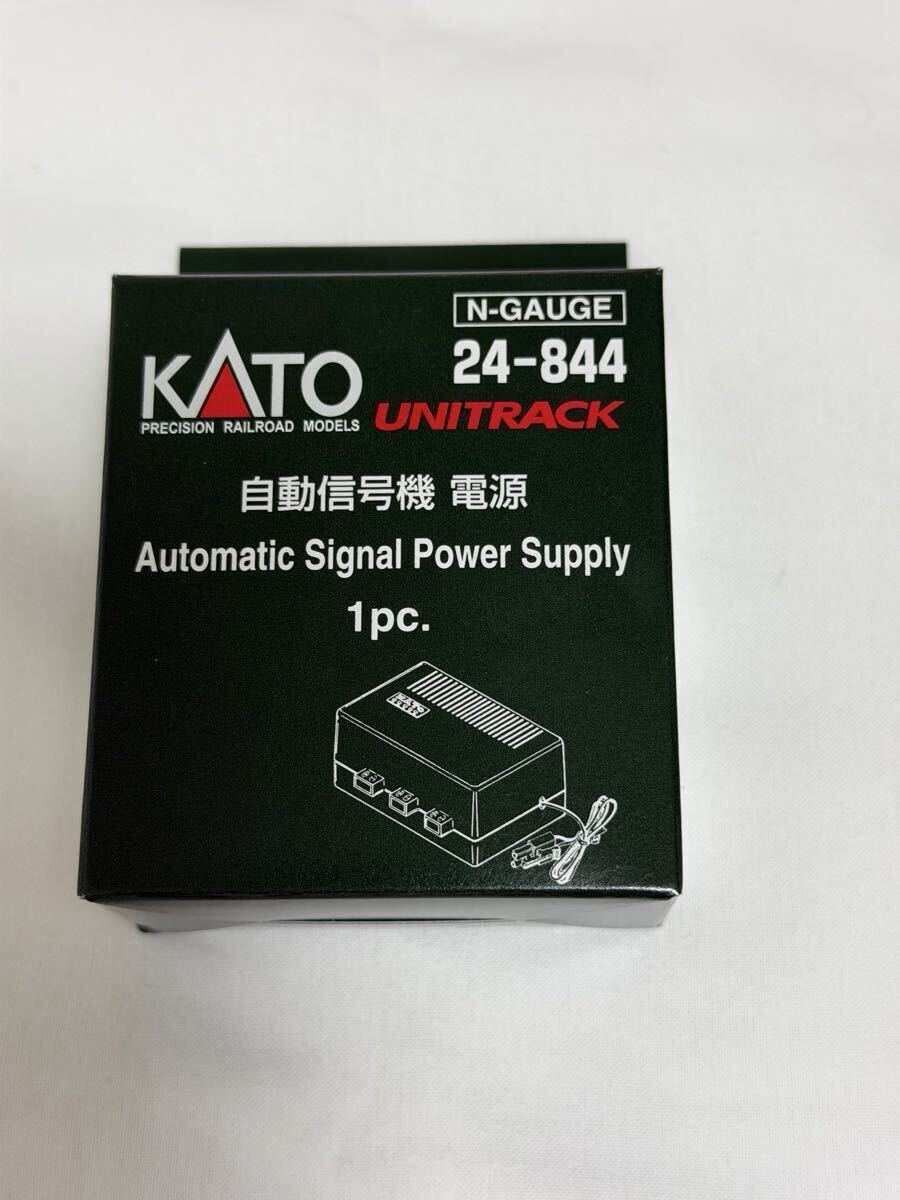 N-GAUGE
24-844
KATO
PRECISION RAILROAD MODELS
UNITRACK
自動信号機 電源
Automatic Signal Power Supply
1pc.
KATO